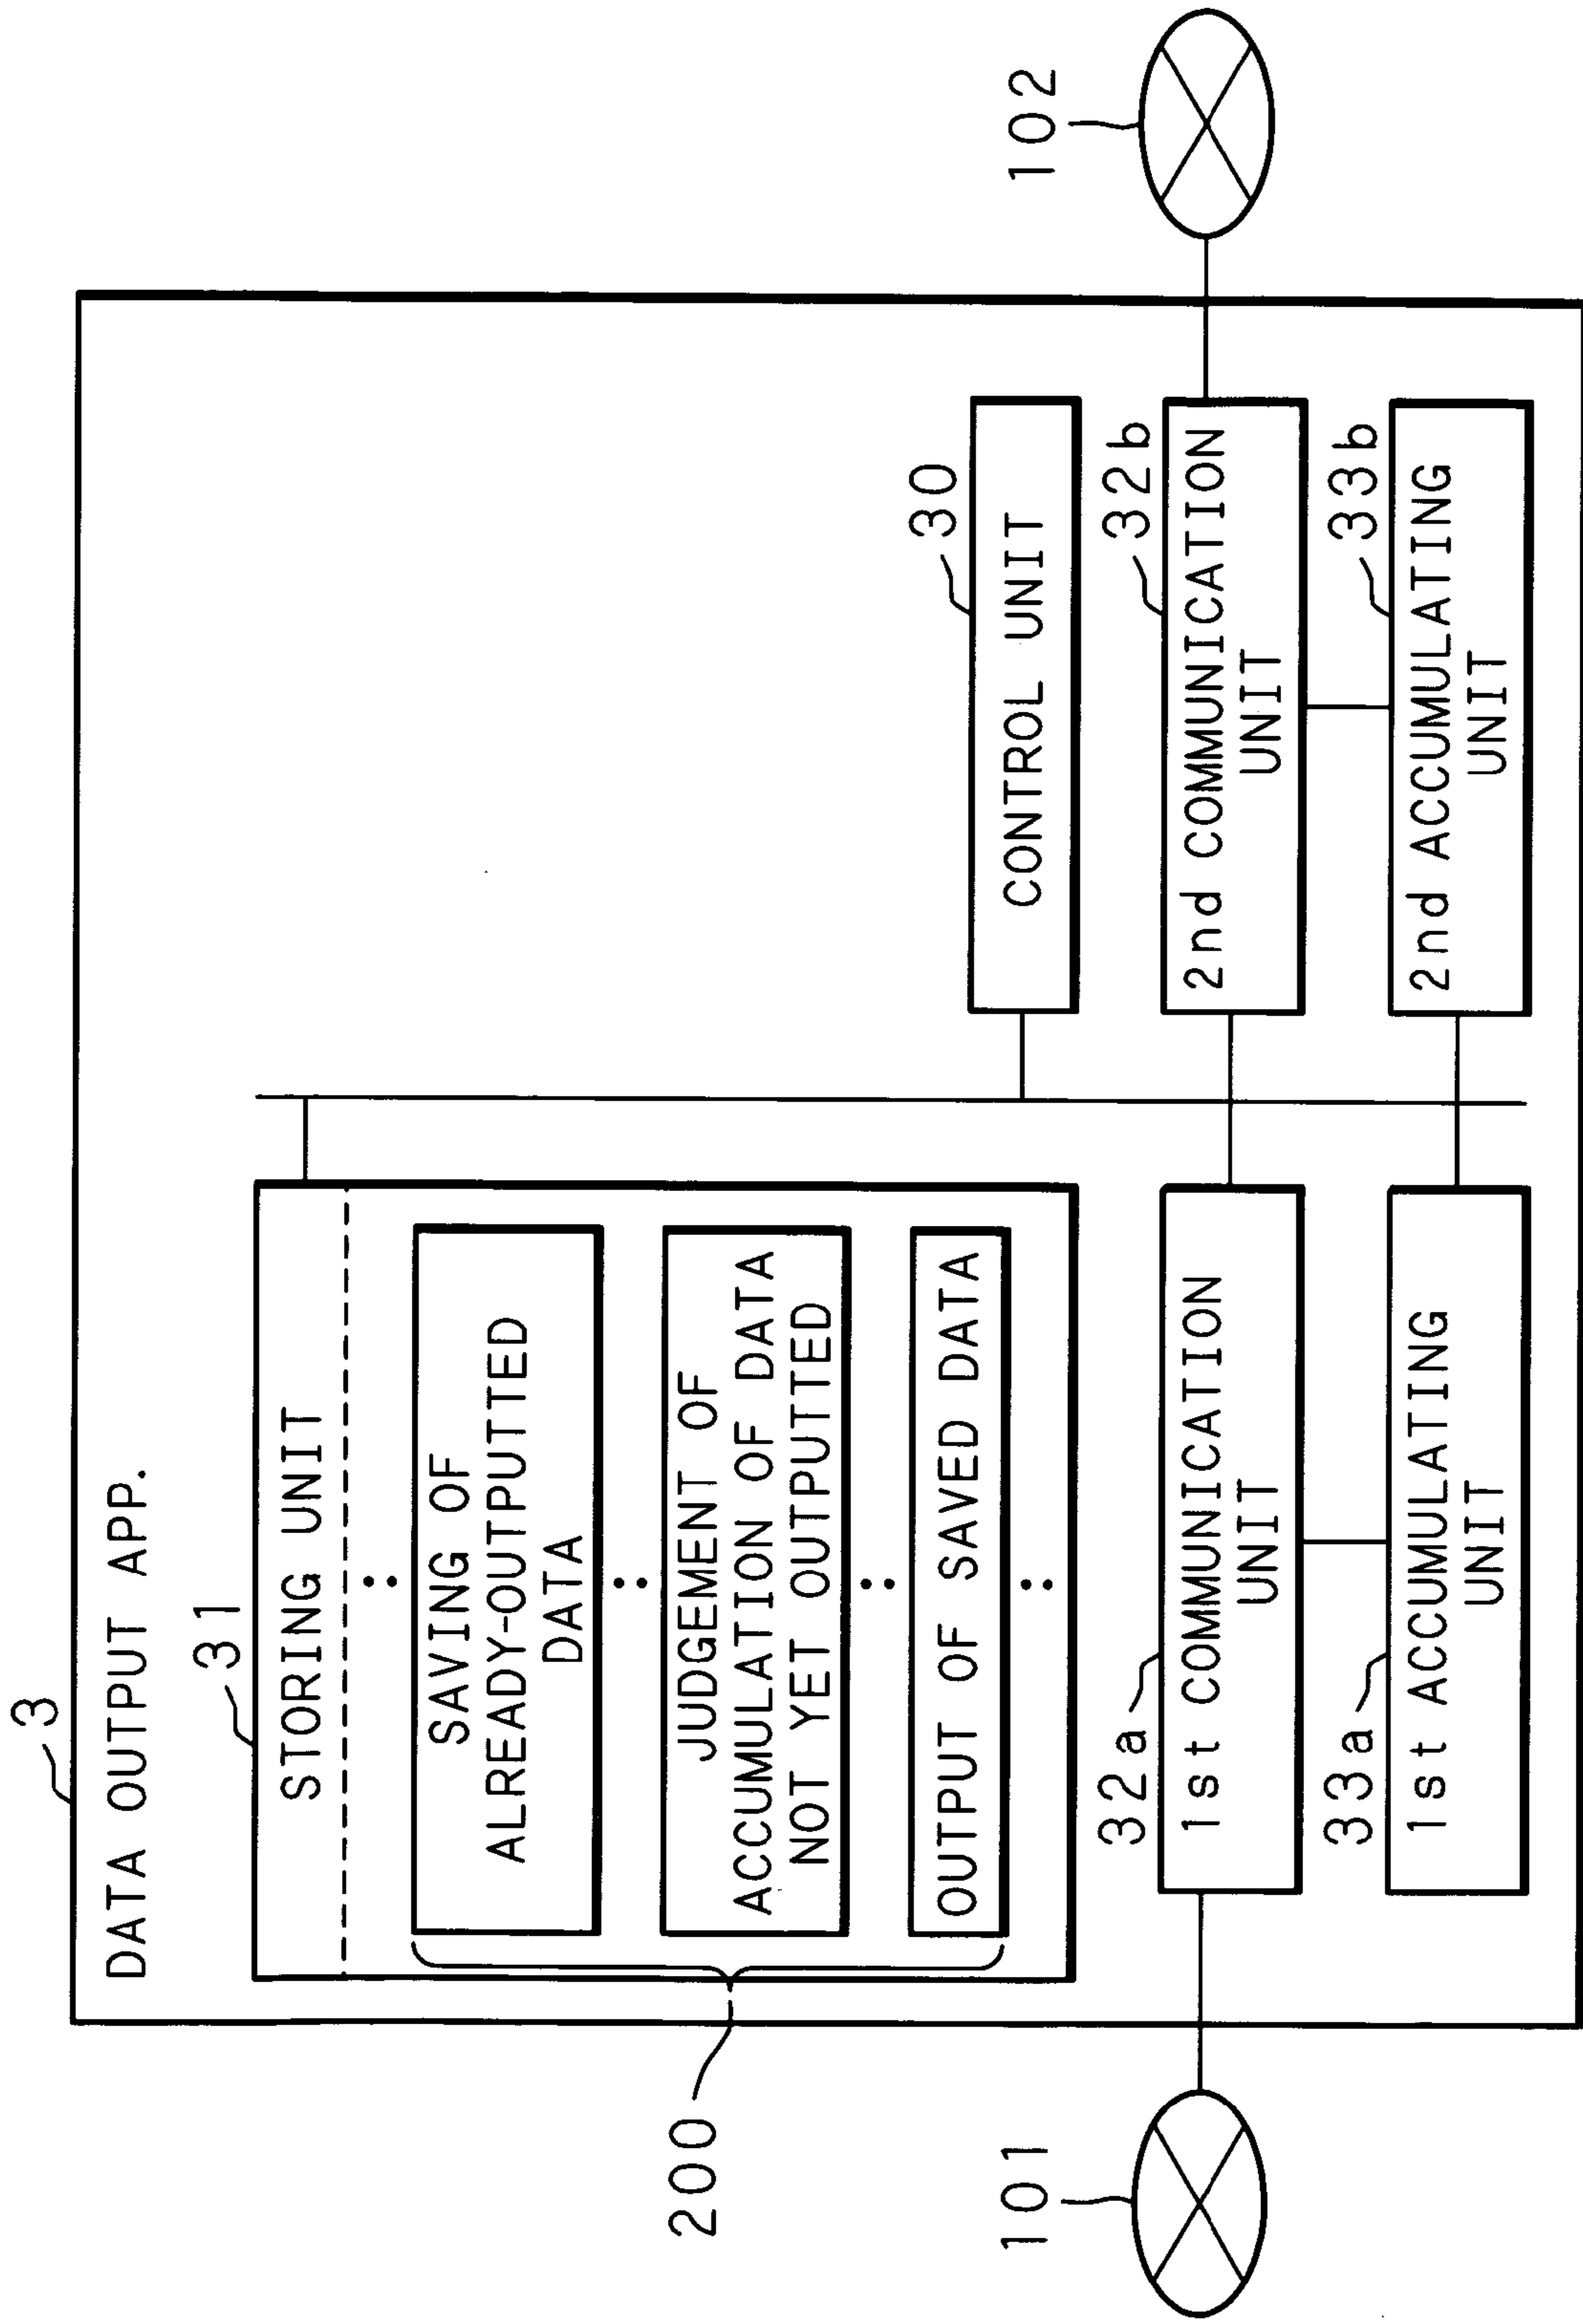 3
DATA OUTPUT APP.
31
STORING UNIT
SAVING OF
ALREADY-OUTPUTTED
DATA
JUDGEMENT OF
ACCUMULATION OF DATA
NOT YET OUTPUTTED
OUTPUT OF SAVED DATA
200
30
CONTROL UNIT
101
32a
1st COMMUNICATION
UNIT
32b
2nd COMMUNICATION
UNIT
102
33a
1st ACCUMULATING
UNIT
33b
2nd ACCUMULATING
UNIT